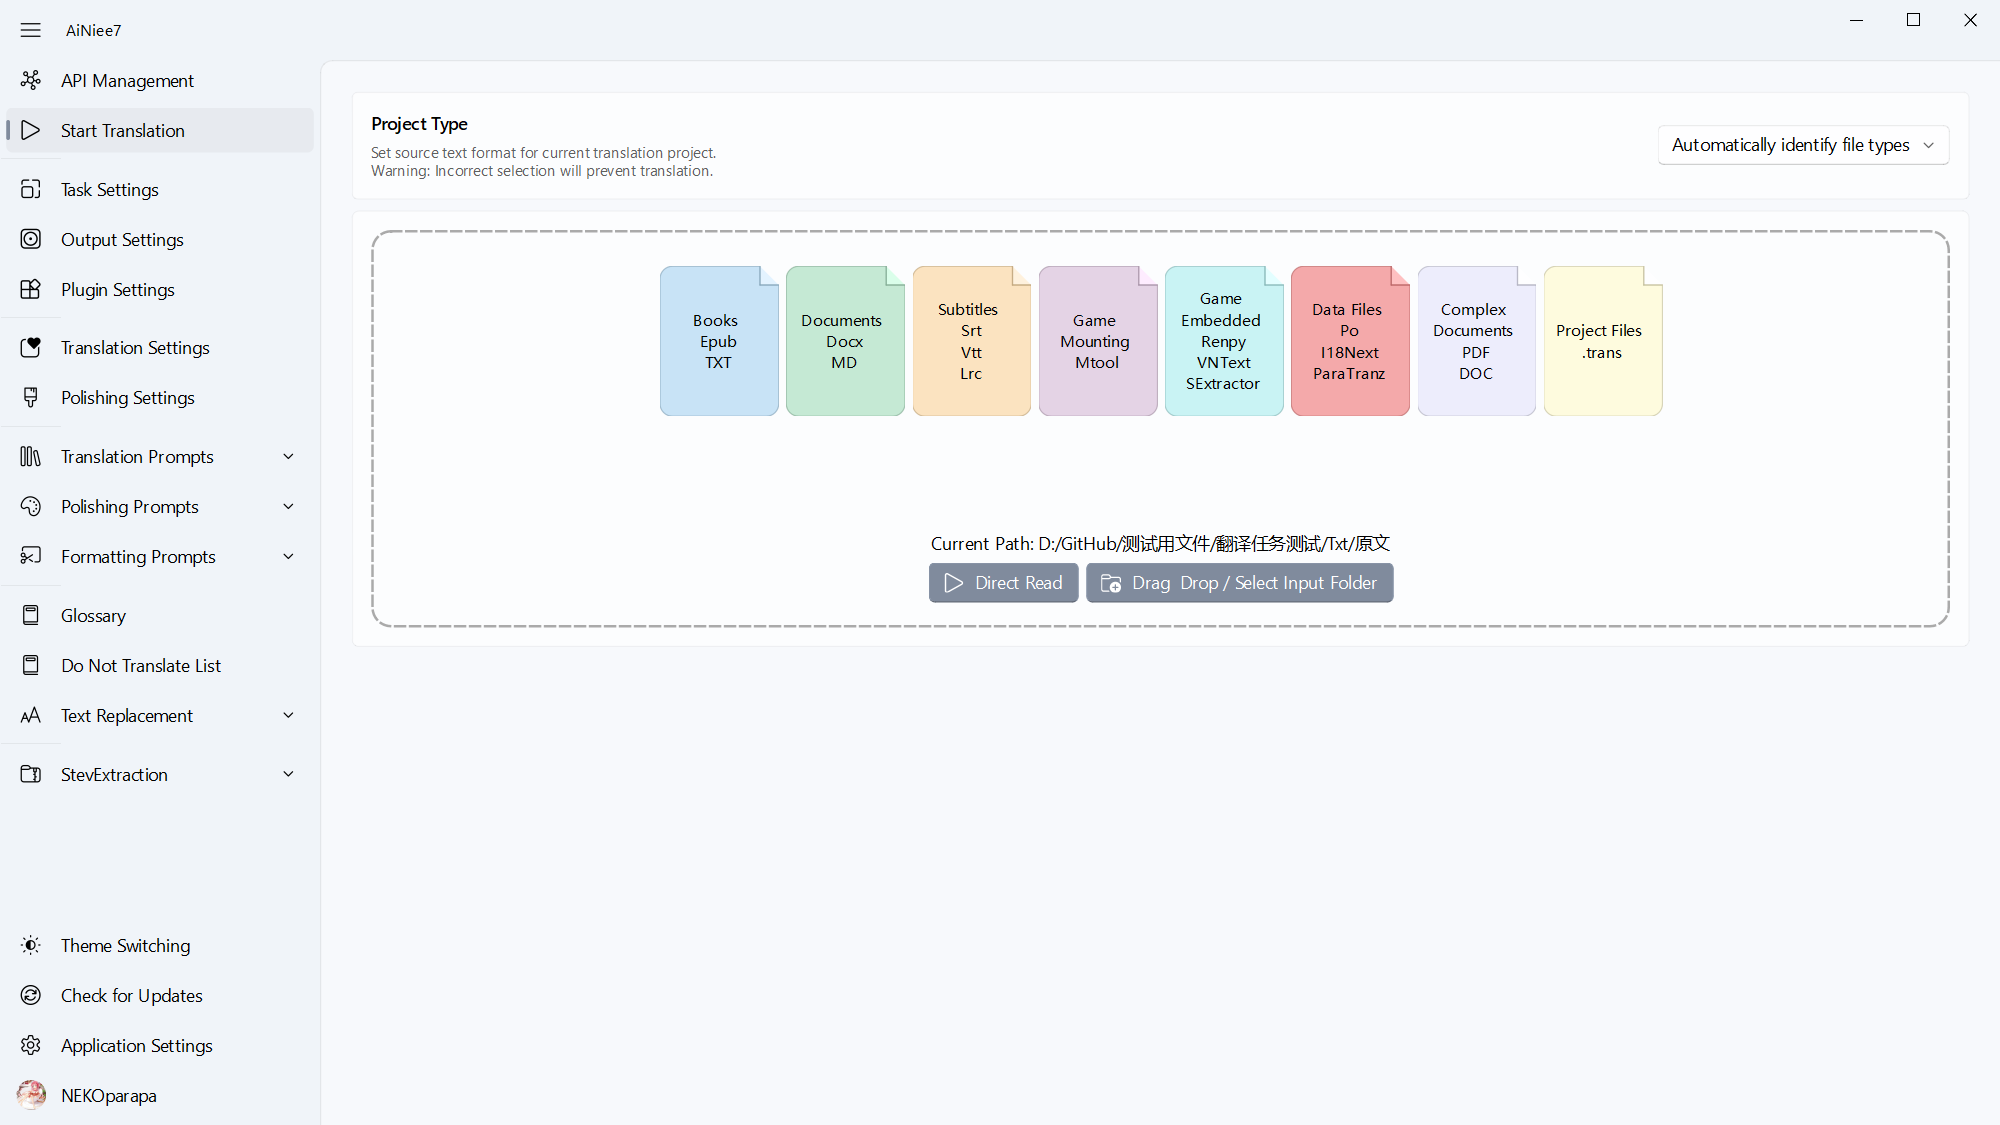 AiNiee7
API Management
Start Translation
Task Settings
Output Settings
Plugin Settings
Translation Settings
Polishing Settings
Translation Prompts
Polishing Prompts
Formatting Prompts
Glossary
Do Not Translate List
Text Replacement
StevExtraction
Theme Switching
Check for Updates
Application Settings
NEKOparapa
Project Type
Set source text format for current translation project.
Warning: Incorrect selection will prevent translation.
Automatically identify file types
Books
Epub
TXT
Documents
Docx
MD
Subtitles
Srt
Vtt
Lrc
Game
Mounting
Mtool
Game
Embedded
Renpy
VNText
SExtractor
Data Files
Po
I18Next
ParaTranz
Complex
Documents
PDF
DOC
Project Files
.trans
Current Path: D:/GitHub/测试用文件/翻译任务测试/Txt/原文
Direct Read
Drag  Drop / Select Input Folder